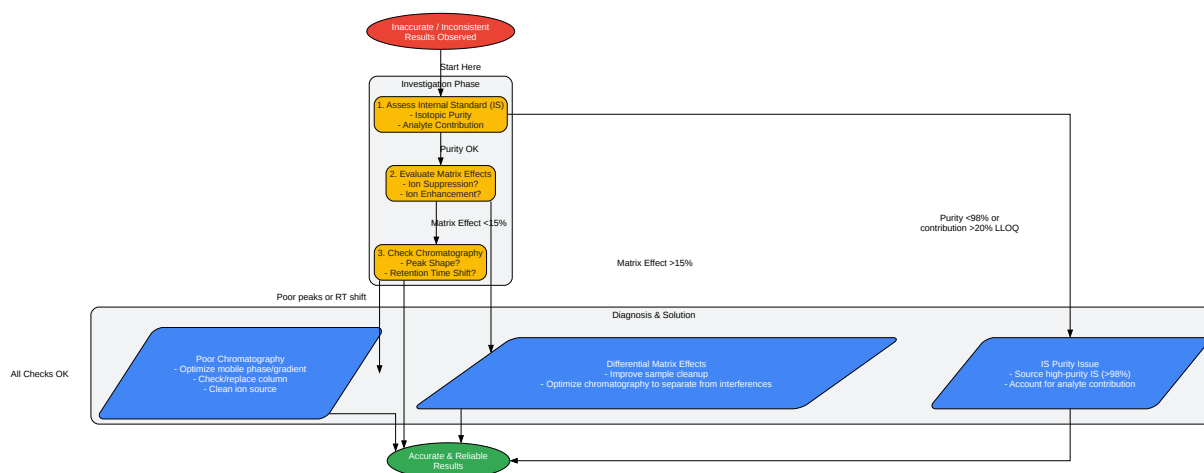 Inaccurate / Inconsistent
Results Observed
Start Here
Investigation Phase
1. Assess Internal Standard (IS)
- Isotopic Purity
- Analyte Contribution
Purity OK
2. Evaluate Matrix Effects
- Ion Suppression?
- Ion Enhancement?
Matrix Effect <15%
Purity <98% or
contribution >20% LLOQ
3. Check Chromatography
- Peak Shape?
- Retention Time Shift?
Matrix Effect >15%
Poor peaks or RT shift
Diagnosis & Solution
All Checks OK
Poor Chromatography
- Optimize mobile phase/gradient
- Check/replace column
- Clean ion source
Differential Matrix Effects
- Improve sample cleanup
- Optimize chromatography to separate from interferences
IS Purity Issue
- Source high-purity IS (>98%)
- Account for analyte contribution
Accurate & Reliable
Results